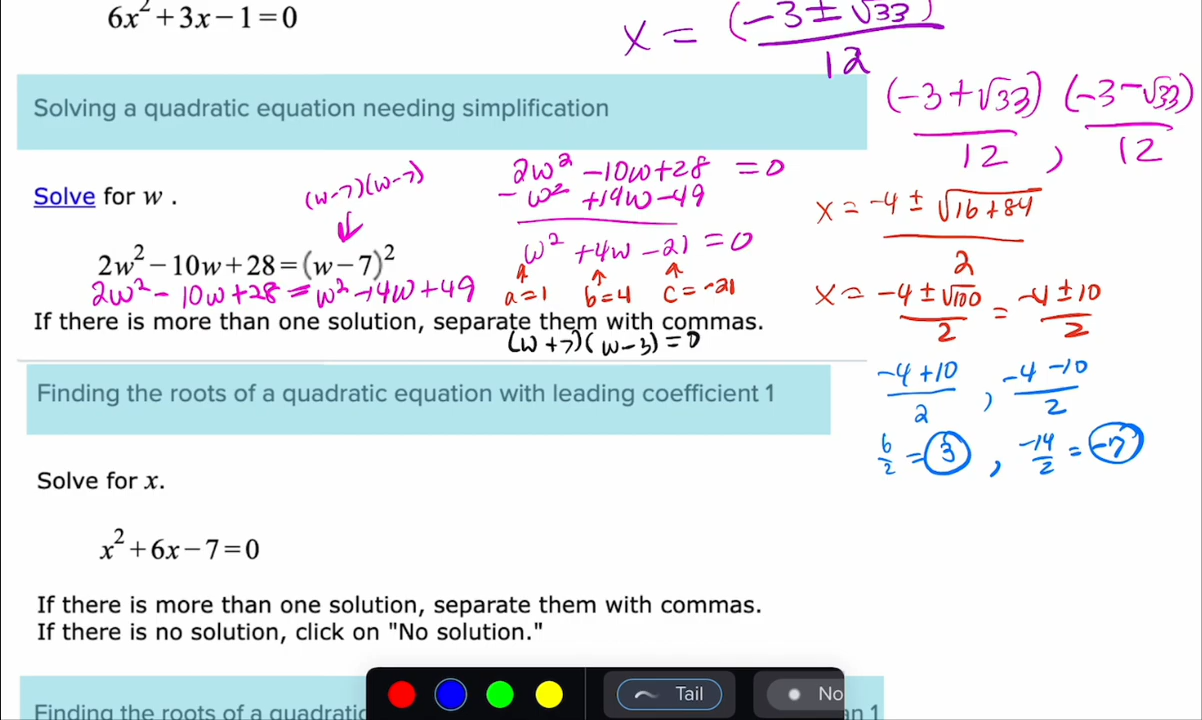 6x² + 3x − 1 = 0
x = (−3 ± √33) / 12
(−3 + √33) / 12 , (−3 − √33) / 12
Solving a quadratic equation needing simplification
Solve for w .
(w−7)(w−7)
2w² − 10w + 28 = (w − 7)²
2w² − 10w + 28 = w² − 14w + 49
2w² − 10w + 28 = 0
− w² + 14w − 49
w² + 4w − 21 = 0
a = 1 b = 4 c = −21
If there is more than one solution, separate them with commas.
(w + 7)(w − 3) = 0
x = −4 ± √16 + 84 / 2
x = −4 ± √100 / 2 = −4 ± 10 / 2
−4 + 10 / 2 , −4 − 10 / 2
6/2 = 3 , −14/2 = −7
Finding the roots of a quadratic equation with leading coefficient 1
Solve for x.
x² + 6x − 7 = 0
If there is more than one solution, separate them with commas.
If there is no solution, click on "No solution."
Tail
No
Finding the roots of a quadratic
an 1